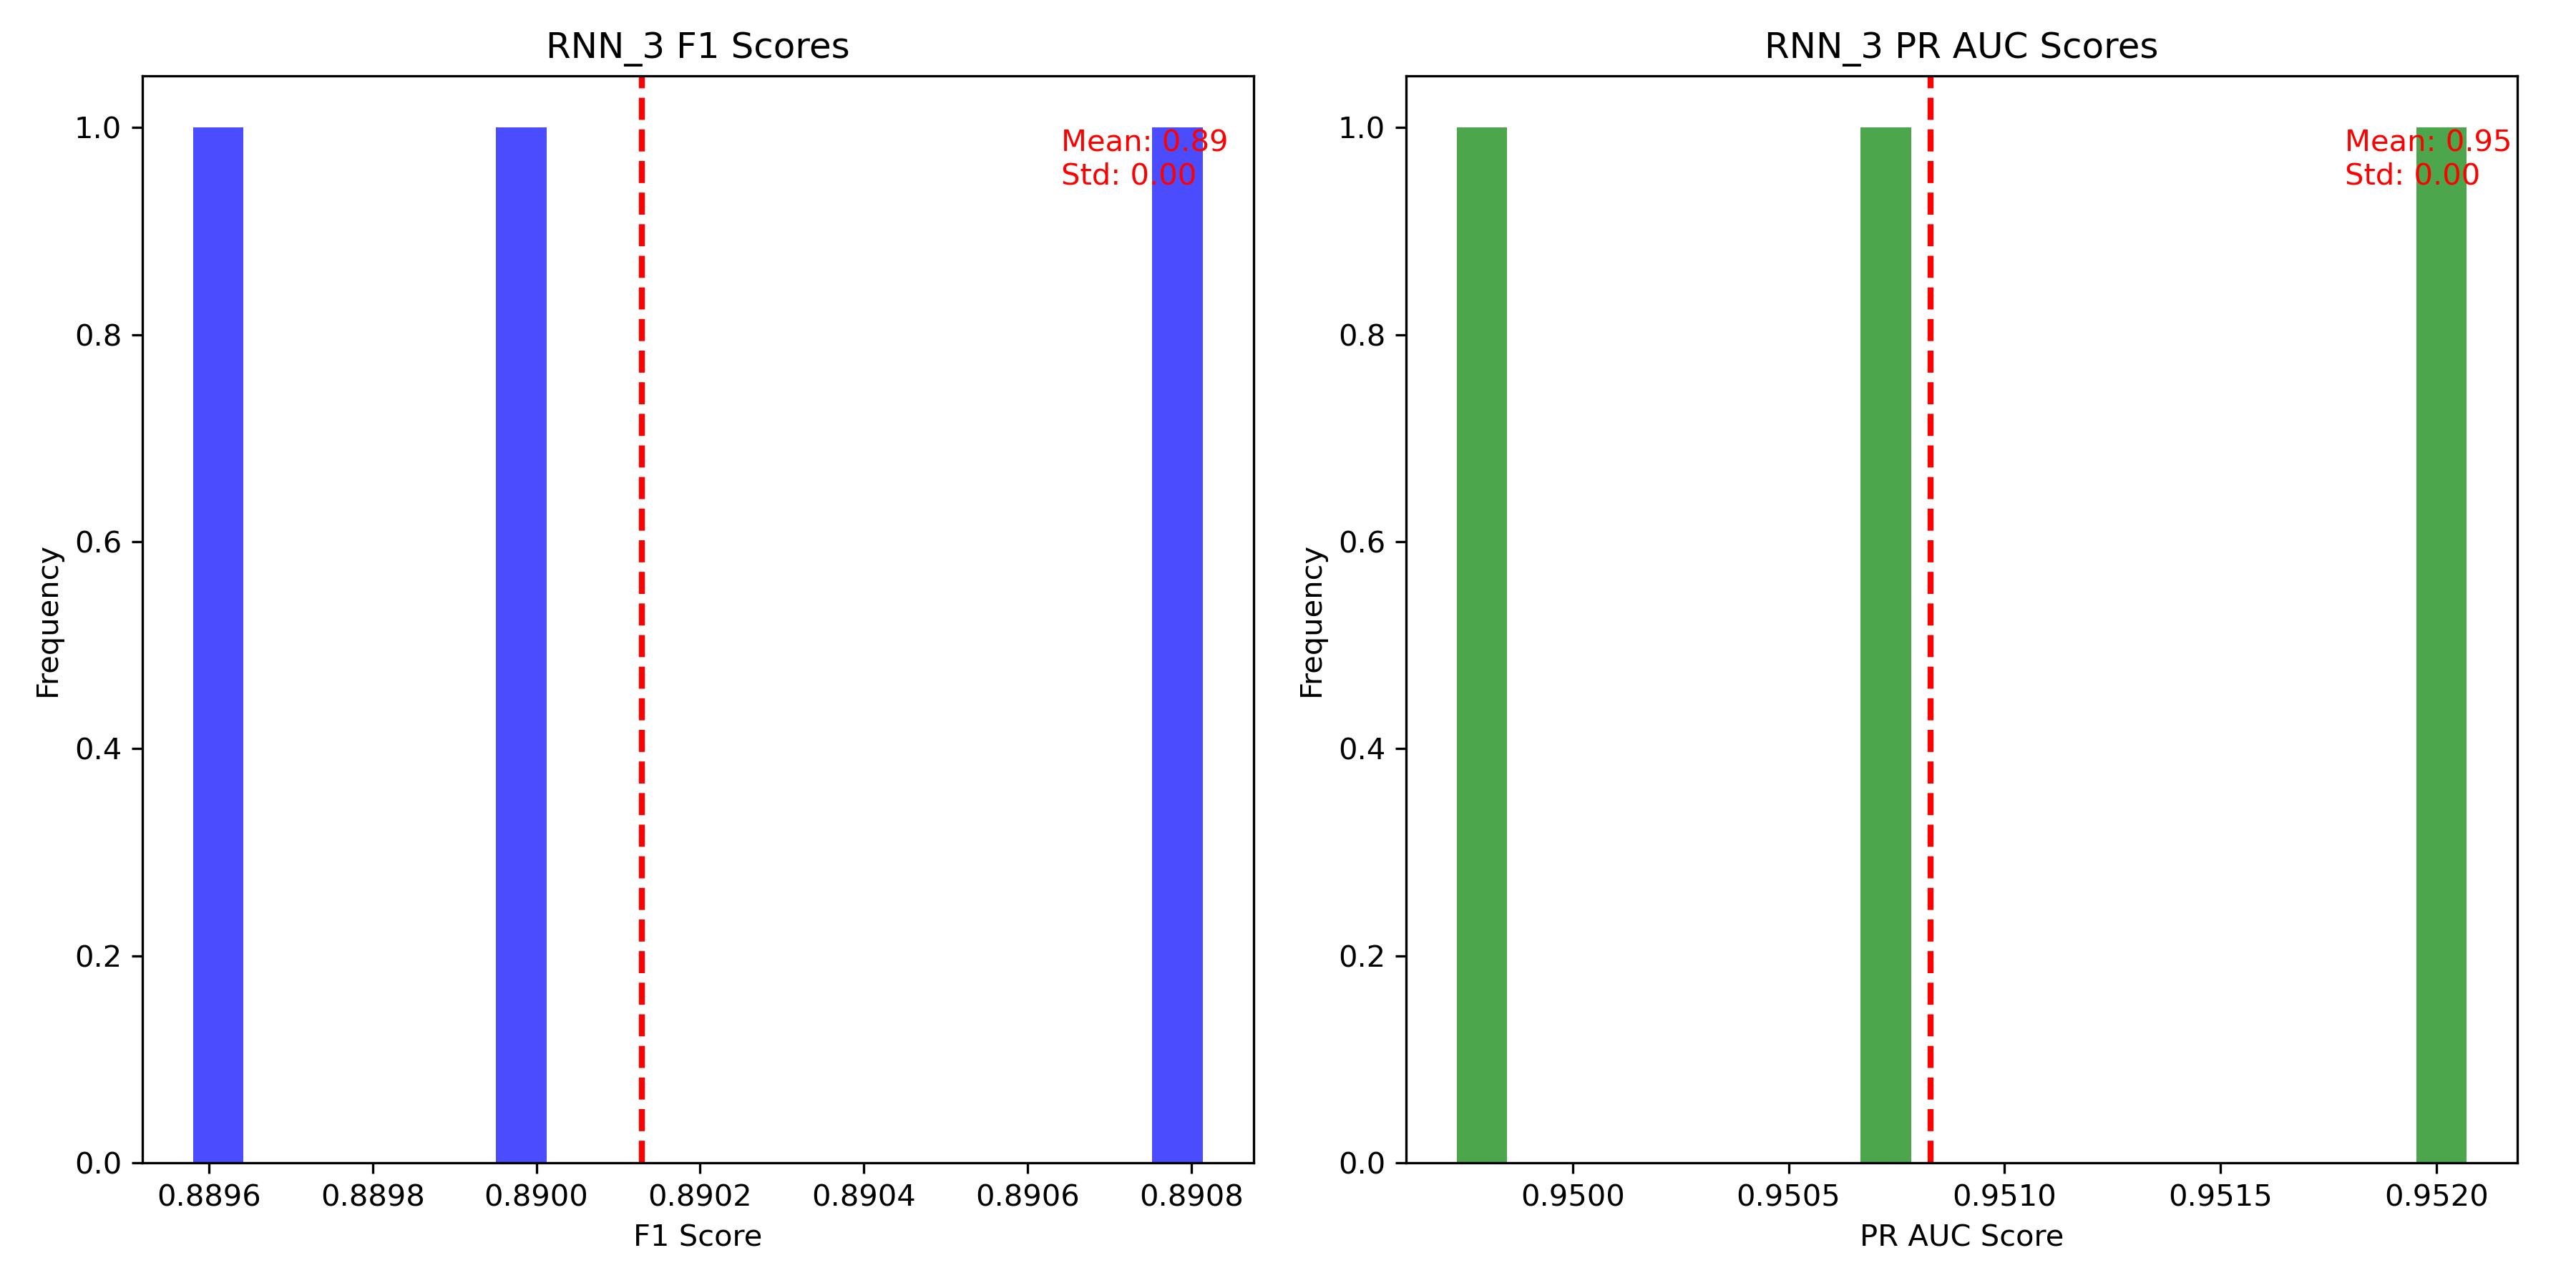 RNN_3 F1 Scores
Mean: 0.89
Std: 0.00
Frequency
1.0
0.8
0.6
0.4
0.2
0.0
0.8896 0.8898 0.8900 0.8902 0.8904 0.8906 0.8908
F1 Score
RNN_3 PR AUC Scores
Mean: 0.95
Std: 0.00
Frequency
1.0
0.8
0.6
0.4
0.2
0.0
0.9500 0.9505 0.9510 0.9515 0.9520
PR AUC Score